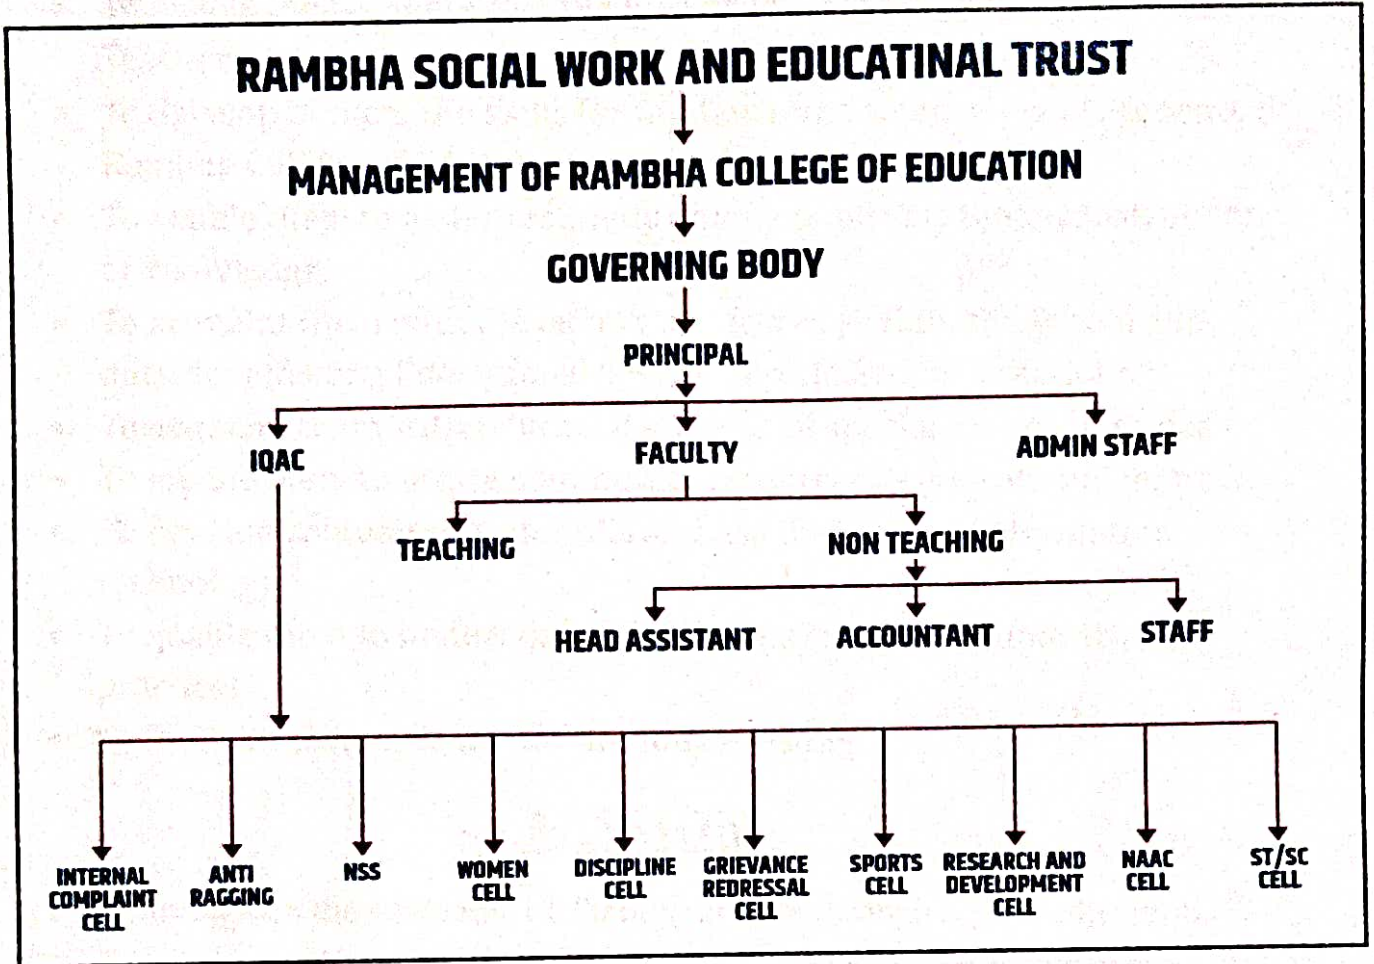 RAMBHA SOCIAL WORK AND EDUCATINAL TRUST
MANAGEMENT OF RAMBHA COLLEGE OF EDUCATION
GOVERNING BODY
PRINCIPAL
IQAC
FACULTY
ADMIN STAFF
TEACHING
NON TEACHING
HEAD ASSISTANT
ACCOUNTANT
STAFF
INTERNAL
COMPLAINT
CELL
ANTI
RAGGING
NSS
WOMEN
CELL
DISCIPLINE
CELL
GRIEVANCE
REDRESSAL
CELL
SPORTS
CELL
RESEARCH AND
DEVELOPMENT
CELL
NAAC
CELL
ST/SC
CELL